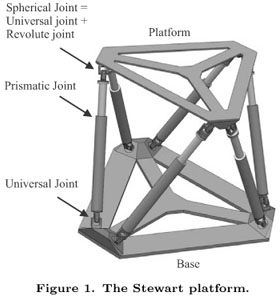 Spherical Joint =
Universal joint +
Revolute joint
Platform
Prismatic Joint
Universal Joint
Base
Figure 1. The Stewart platform.